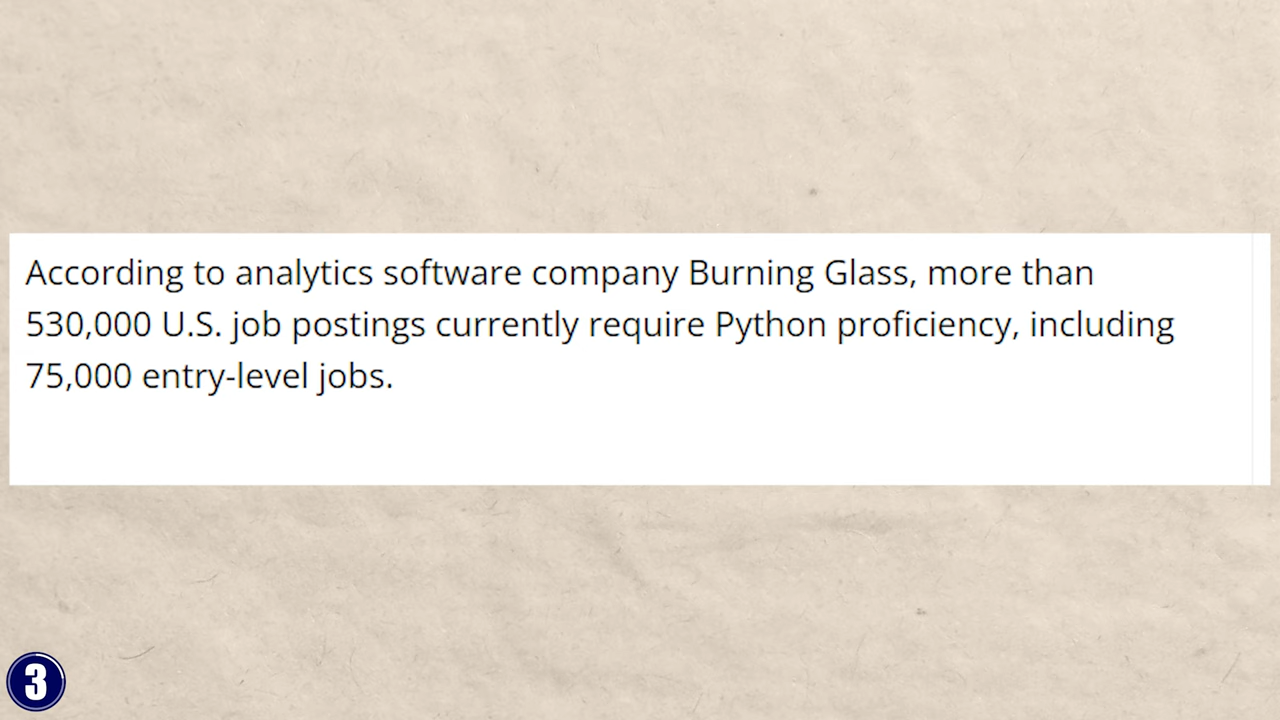 According to analytics software company Burning Glass, more than
530,000 U.S. job postings currently require Python proficiency, including
75,000 entry-level jobs.
3